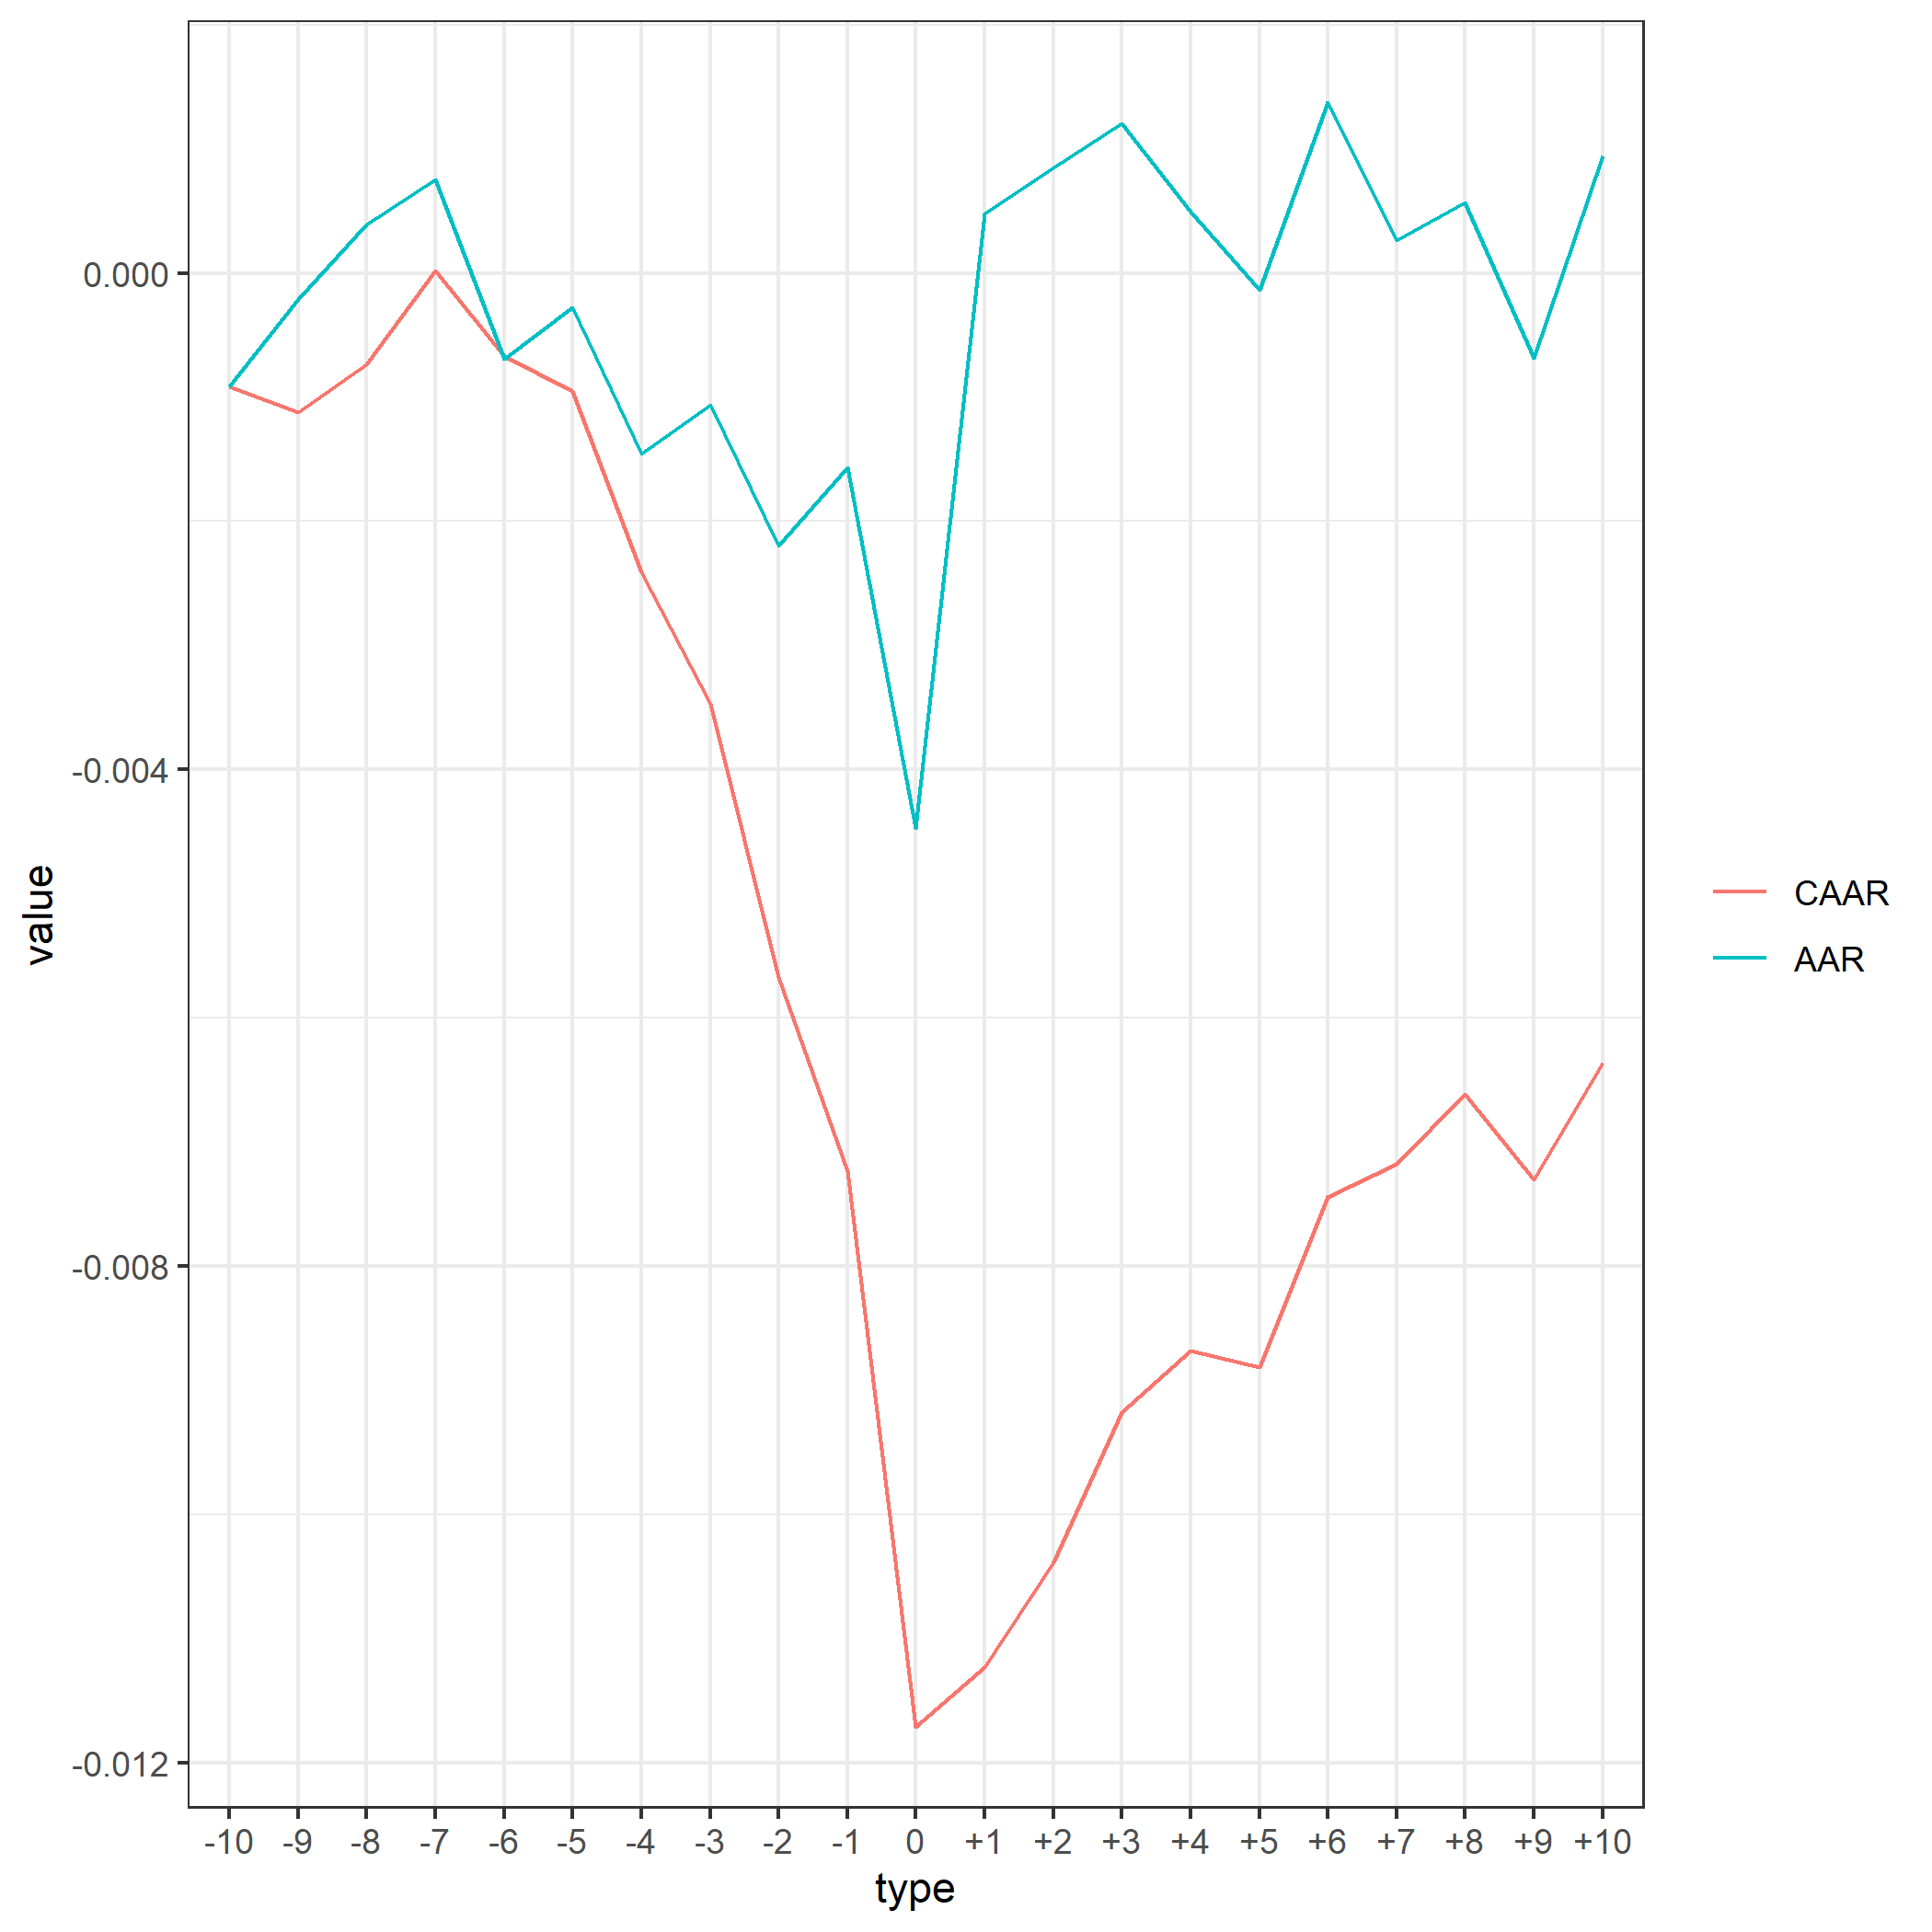 value
0.000
-0.004
-0.008
-0.012
-10 -9 -8 -7 -6 -5 -4 -3 -2 -1 0 +1 +2 +3 +4 +5 +6 +7 +8 +9 +10
type
CAAR
AAR